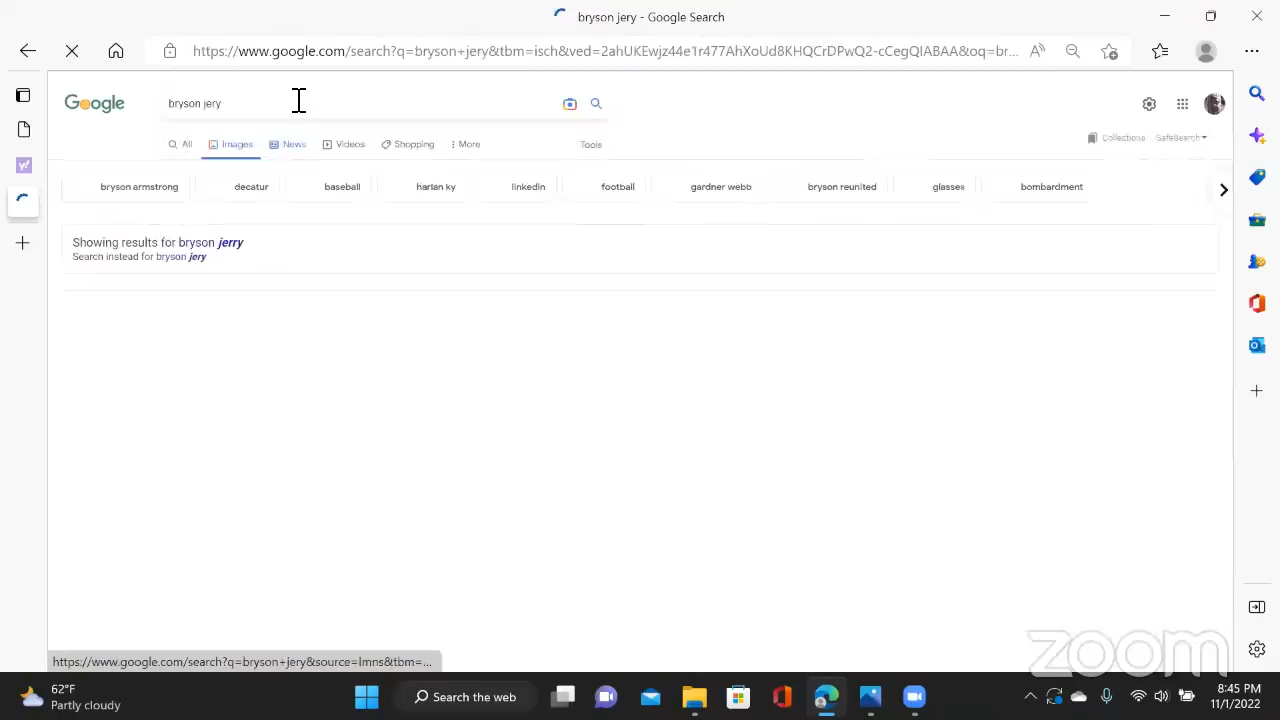 bryson jery - Google Search
https://www.google.com/search?q=bryson+jery&tbm=isch&ved=2ahUKEwjz44e1r477AhXoUd8KHQCrDPwQ2-cCegQIABAA&oq=br...
Google
bryson jery
All Images News Videos Shopping More Tools
Collections SafeSearch
bryson armstrong decatur baseball harlan ky linkedin football gardner webb bryson reunited glasses bombardment
Showing results for bryson jerry
Search instead for bryson jery
zoom
https://www.google.com/search?q=bryson+jery&source=lmns&tbm=...
62°F
Partly cloudy
Search the web
8:45 PM
11/1/2022